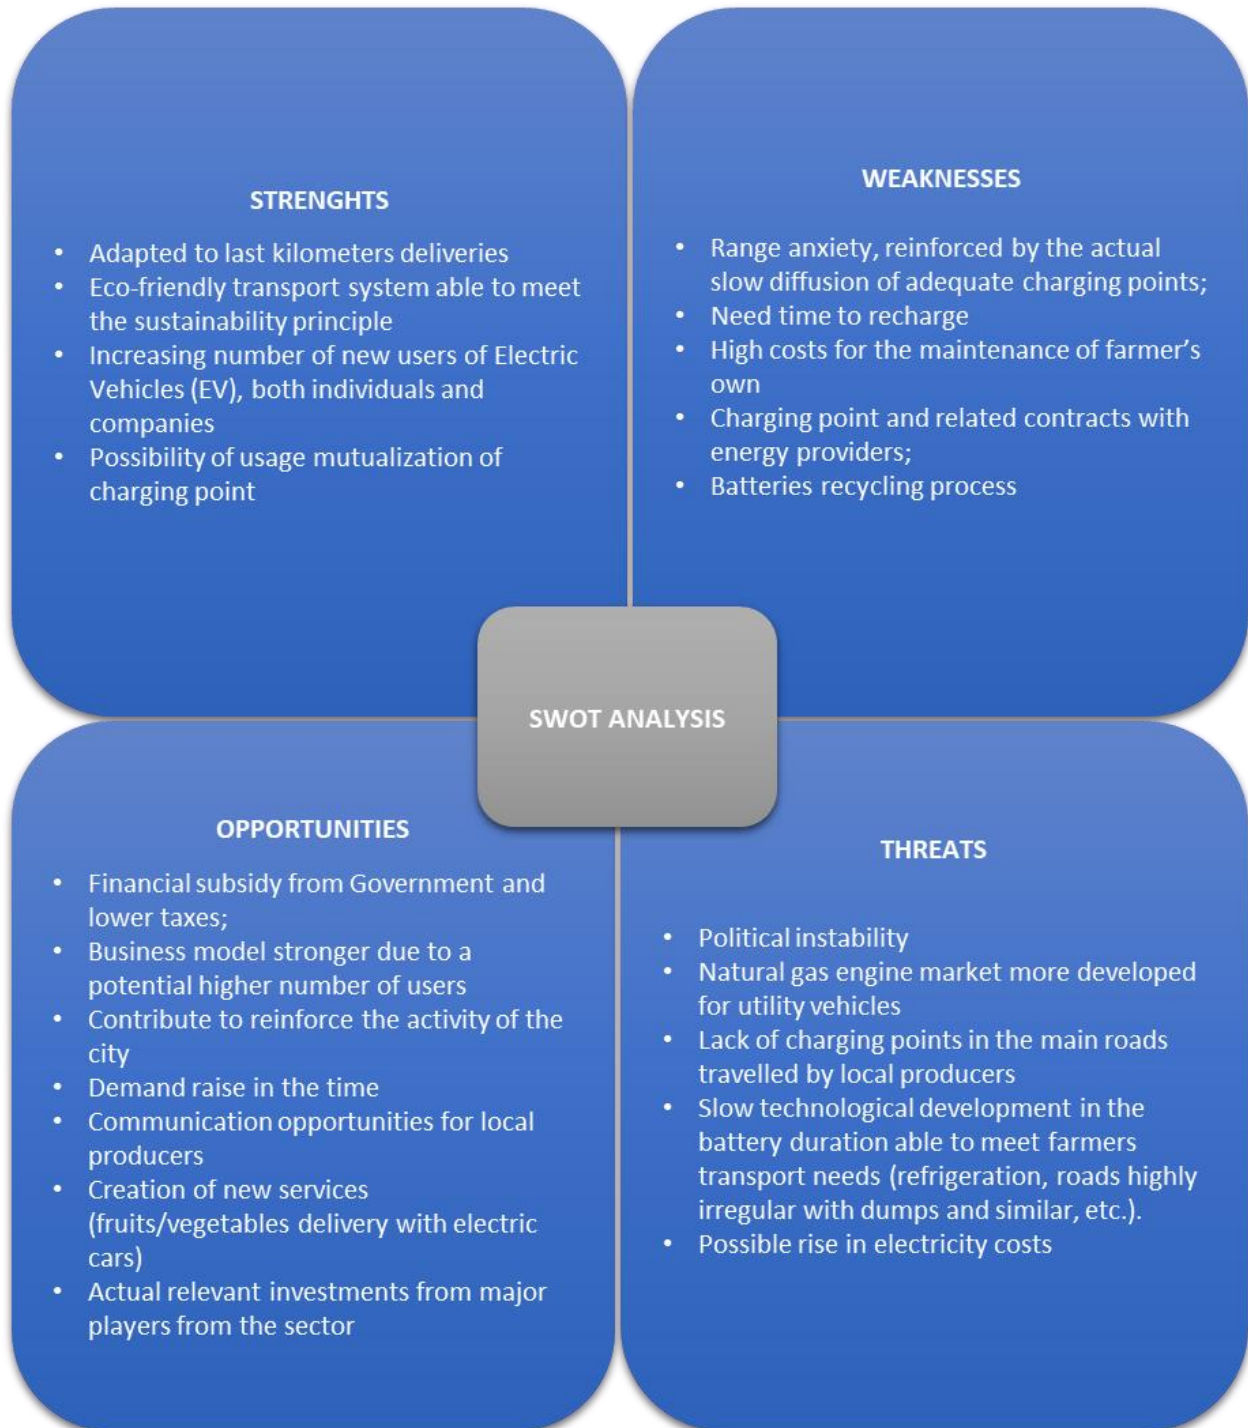 STRENGHTS
• Adapted to last kilometers deliveries
• Eco-friendly transport system able to meet
the sustainability principle
• Increasing number of new users of Electric
Vehicles (EV), both individuals and
companies
• Possibility of usage mutualization of
charging point
WEAKNESSES
• Range anxiety, reinforced by the actual
slow diffusion of adequate charging points;
• Need time to recharge
• High costs for the maintenance of farmer’s
own
• Charging point and related contracts with
energy providers;
• Batteries recycling process
SWOT ANALYSIS
OPPORTUNITIES
• Financial subsidy from Government and
lower taxes;
• Business model stronger due to a
potential higher number of users
• Contribute to reinforce the activity of the
city
• Demand raise in the time
• Communication opportunities for local
producers
• Creation of new services
(fruits/vegetables delivery with electric
cars)
• Actual relevant investments from major
players from the sector
THREATS
• Political instability
• Natural gas engine market more developed
for utility vehicles
• Lack of charging points in the main roads
travelled by local producers
• Slow technological development in the
battery duration able to meet farmers
transport needs (refrigeration, roads highly
irregular with dumps and similar, etc.).
• Possible rise in electricity costs